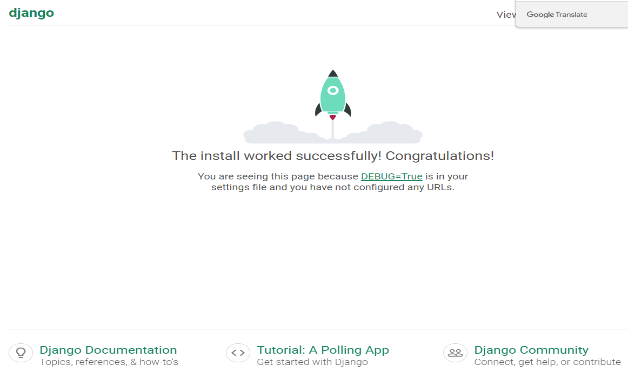 django
View
Google Translate
The install worked successfully! Congratulations!
You are seeing this page because DEBUG=True is in your
settings file and you have not configured any URLs.
Django Documentation
Topics, references, & how to's
Tutorial: A Polling App
Get started with Django
Django Community
Connect, get help, or contribute